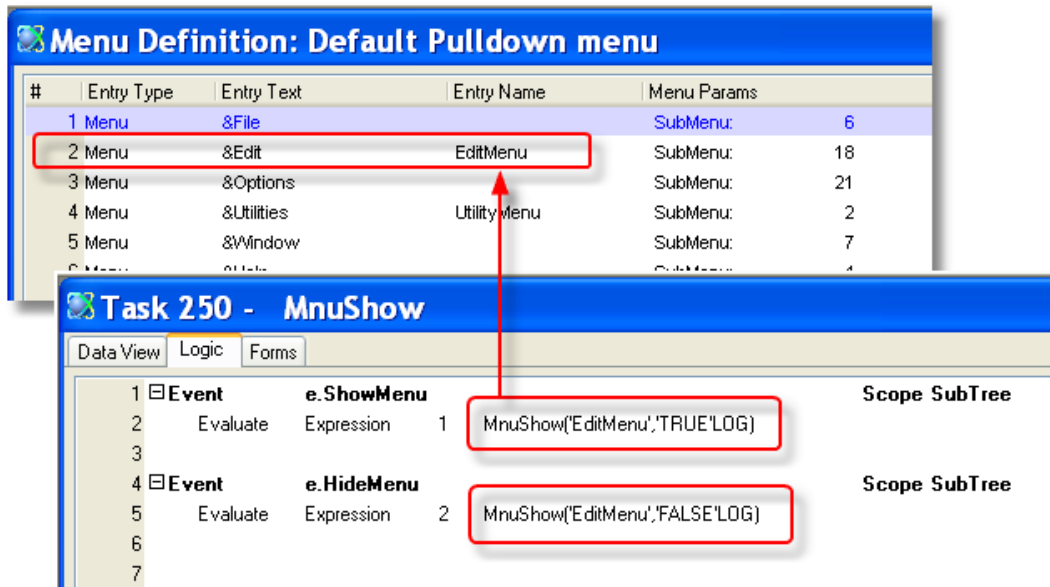 Menu Definition: Default Pulldown menu
# Entry Type Entry Text Entry Name Menu Params
1 Menu &File SubMenu: 6
2 Menu &Edit EditMenu SubMenu: 18
3 Menu &Options SubMenu: 21
4 Menu &Utilities UtilityMenu SubMenu: 2
5 Menu &Window SubMenu: 7
Task 250 - MnuShow
Data View Logic Forms
1 Event e.ShowMenu Scope SubTree
2 Evaluate Expression 1 MnuShow('EditMenu','TRUE'LOG)
3
4 Event e.HideMenu Scope SubTree
5 Evaluate Expression 2 MnuShow('EditMenu','FALSE'LOG)
6
7